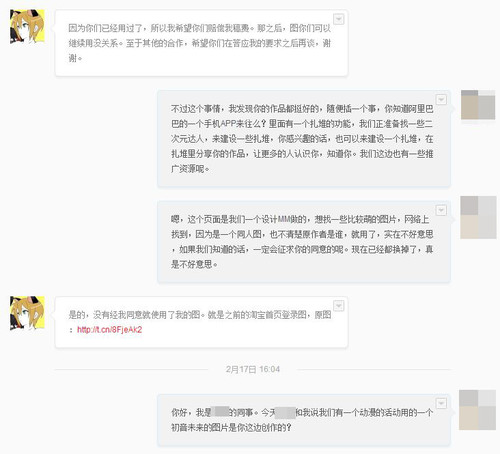 因为你们已经用过了，所以我希望你们赔偿我稿费。那之后，图你们可以
继续用没关系。至于其他的合作，希望你们在答应我的要求之后再谈，谢
谢。
不过这个事情，我发现你的作品都挺好的，随便插一个事，你知道阿里巴
巴的一个手机APP来往么？里面有一个扎堆的功能，我们正准备找一些二
次元达人，来建设一些扎堆，你感兴趣的话，也可以来建设一个扎堆，在
扎堆里分享你的作品，让更多的人认识你，知道你。我们这边也有一些推
广资源呢。
嗯，这个页面是我们一个设计MM做的，想找一些比较萌的图片，网络上
找到，因为是一个同人图，也不清楚原作者是谁，就用了，实在不好意思
，如果我们知道的话，一定会征求你的同意的呢。现在已经都换掉了，真
是不好意思。
是的，没有经我同意就使用了我的图。就是之前的淘宝首页登录图，原图
：http://t.cn/8FjeAk2
2月17日 16:04
你好，我是的同事。今天和我说我们有一个动漫的活动用的一个
初音未来的图片是你这边创作的？